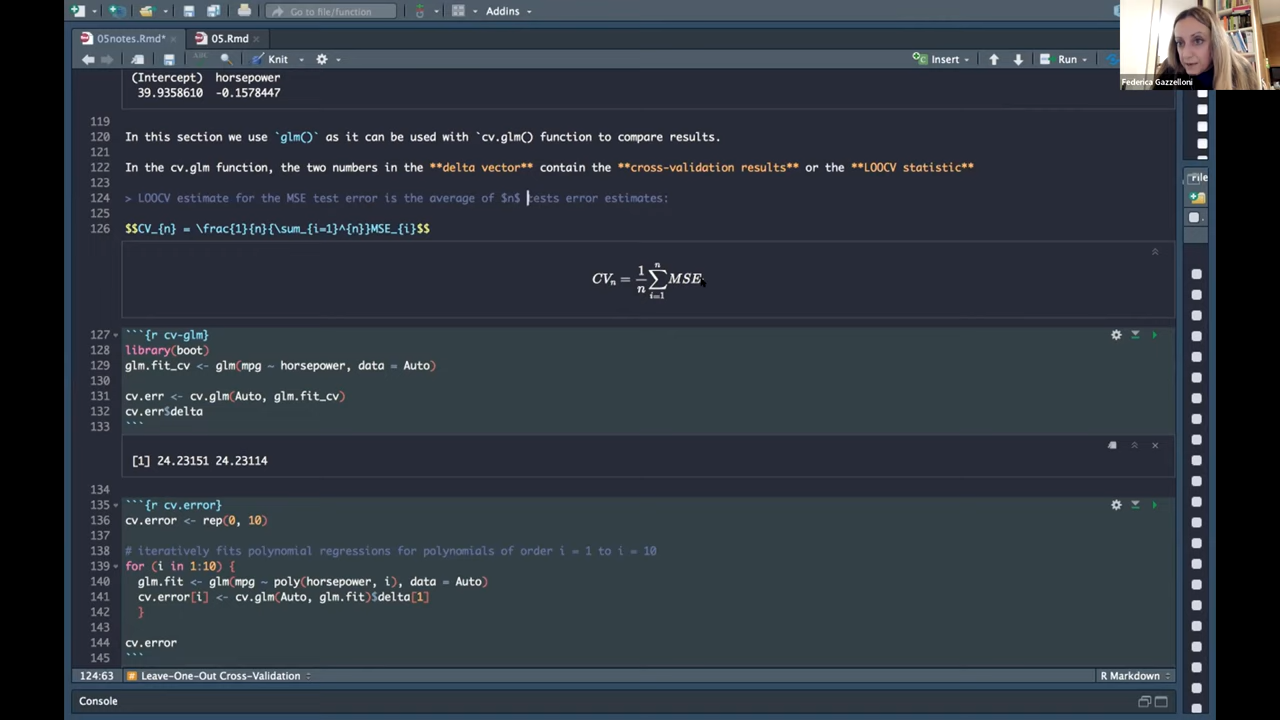 Go to file/function
Addins
Federica Gazzelloni
05notes.Rmd*
05.Rmd
Knit
Insert
Run
(Intercept) horsepower
39.9358610 -0.1578447
119
120 In this section we use `glm()` as it can be used with `cv.glm() function to compare results.
121
122 In the cv.glm function, the two numbers in the **delta vector** contain the **cross-validation results** or the **LOOCV statistic**
123
124 > LOOCV estimate for the MSE test error is the average of $n$ tests error estimates:
125
126 $$CV_{n} = \frac{1}{n}{\sum_{i=1}^{n}}MSE_{i}$$
CVₙ = 1/n ∑ i=1 n MSEᵢ
127 ```{r cv-glm}
128 library(boot)
129 glm.fit_cv <- glm(mpg ~ horsepower, data = Auto)
130
131 cv.err <- cv.glm(Auto, glm.fit_cv)
132 cv.err$delta
133 ```
[1] 24.23151 24.23114
134
135 ```{r cv.error}
136 cv.error <- rep(0, 10)
137
138 # iteratively fits polynomial regressions for polynomials of order i = 1 to i = 10
139 for (i in 1:10) {
140 glm.fit <- glm(mpg ~ poly(horsepower, i), data = Auto)
141 cv.error[i] <- cv.glm(Auto, glm.fit)$delta[1]
142 }
143
144 cv.error
145 ```
124:63
Leave-One-Out Cross-Validation
R Markdown
Console